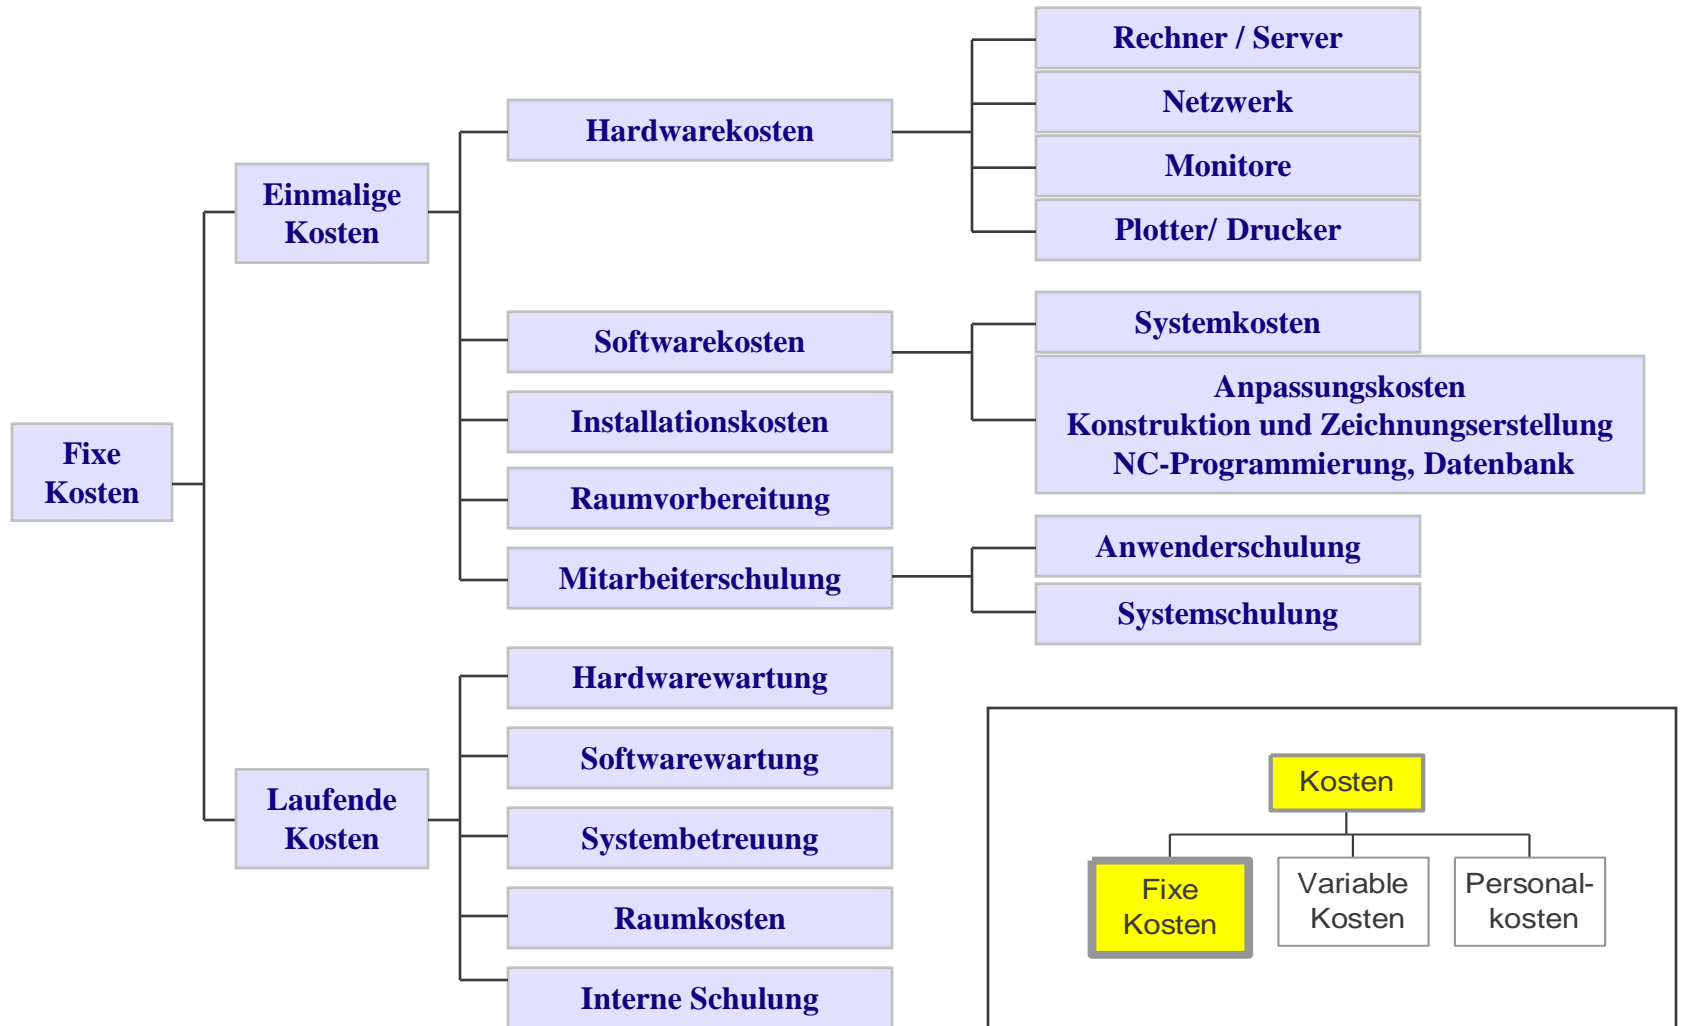 Fixe
Kosten
Einmalige
Kosten
Hardwarekosten
Rechner / Server
Netzwerk
Monitore
Plotter/ Drucker
Softwarekosten
Systemkosten
Anpassungskosten
Konstruktion und Zeichnungserstellung
NC-Programmierung, Datenbank
Installationskosten
Raumvorbereitung
Mitarbeiterschulung
Anwenderschulung
Systemschulung
Laufende
Kosten
Hardwarewartung
Softwarewartung
Systembetreuung
Raumkosten
Interne Schulung
Kosten
Fixe
Kosten
Variable
Kosten
Personal-
kosten